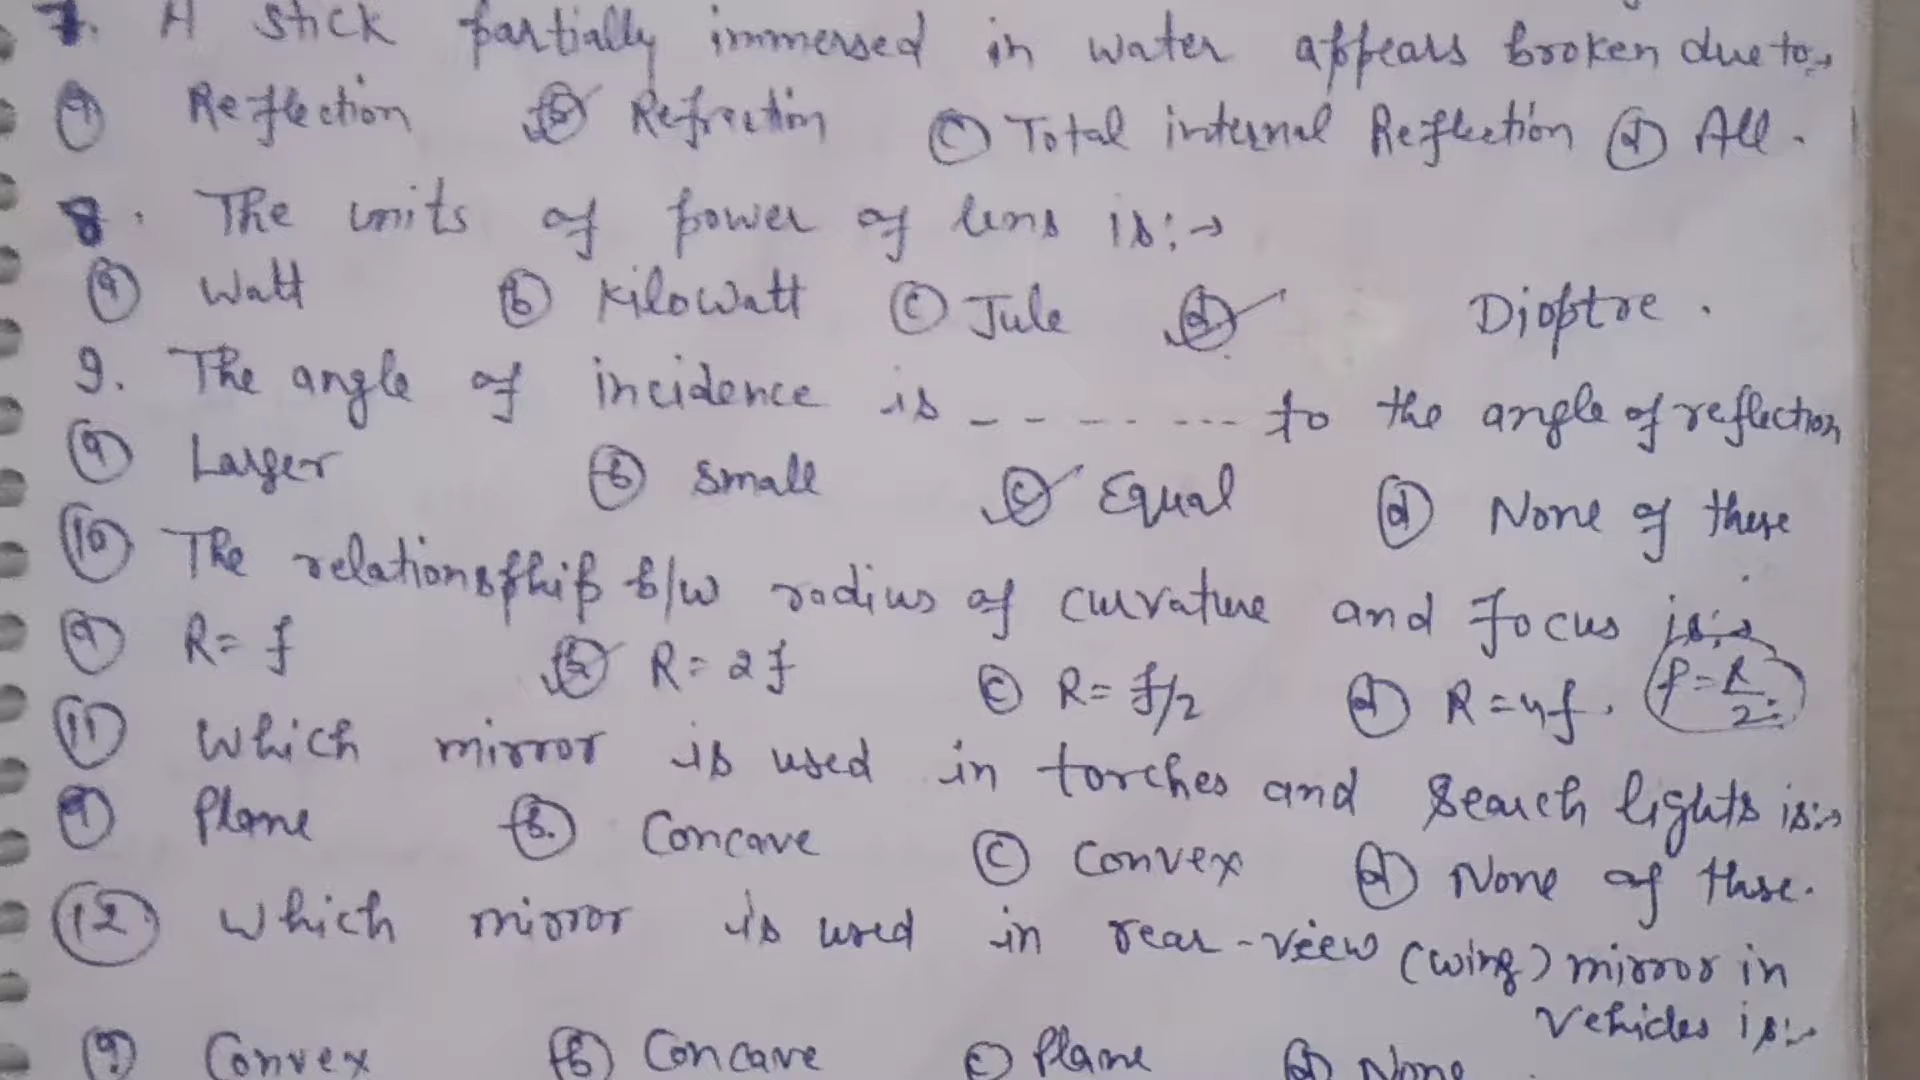 7. A stick partially immersed in water appears broken due to→
(a) Reflection (b) Refrection (c) Total internal Reflection (d) All.
8. The units of power of lens is:→
(a) Watt (b) Kilowatt (c) Jule (d) Dioptre.
9. The angle of incidence is _ _ _ _ _ _ _ to the angle of reflection
(a) Larger (b) small (c) Equal (d) None of these
(10) The relationsphip b/w radius of curvature and focus is:→
(a) R = f (b) R = 2f (c) R = f/2 (d) R = 4f. f = R/2
(11) Which mirror is used in torches and Search lights is:→
(a) Plane (b) Concave (c) Convex (d) None of these.
(12) Which mirror is used in rear-view (wing) mirror in
vehicles is:→
(a) Convex (b) Concave (c) Plane (d) None